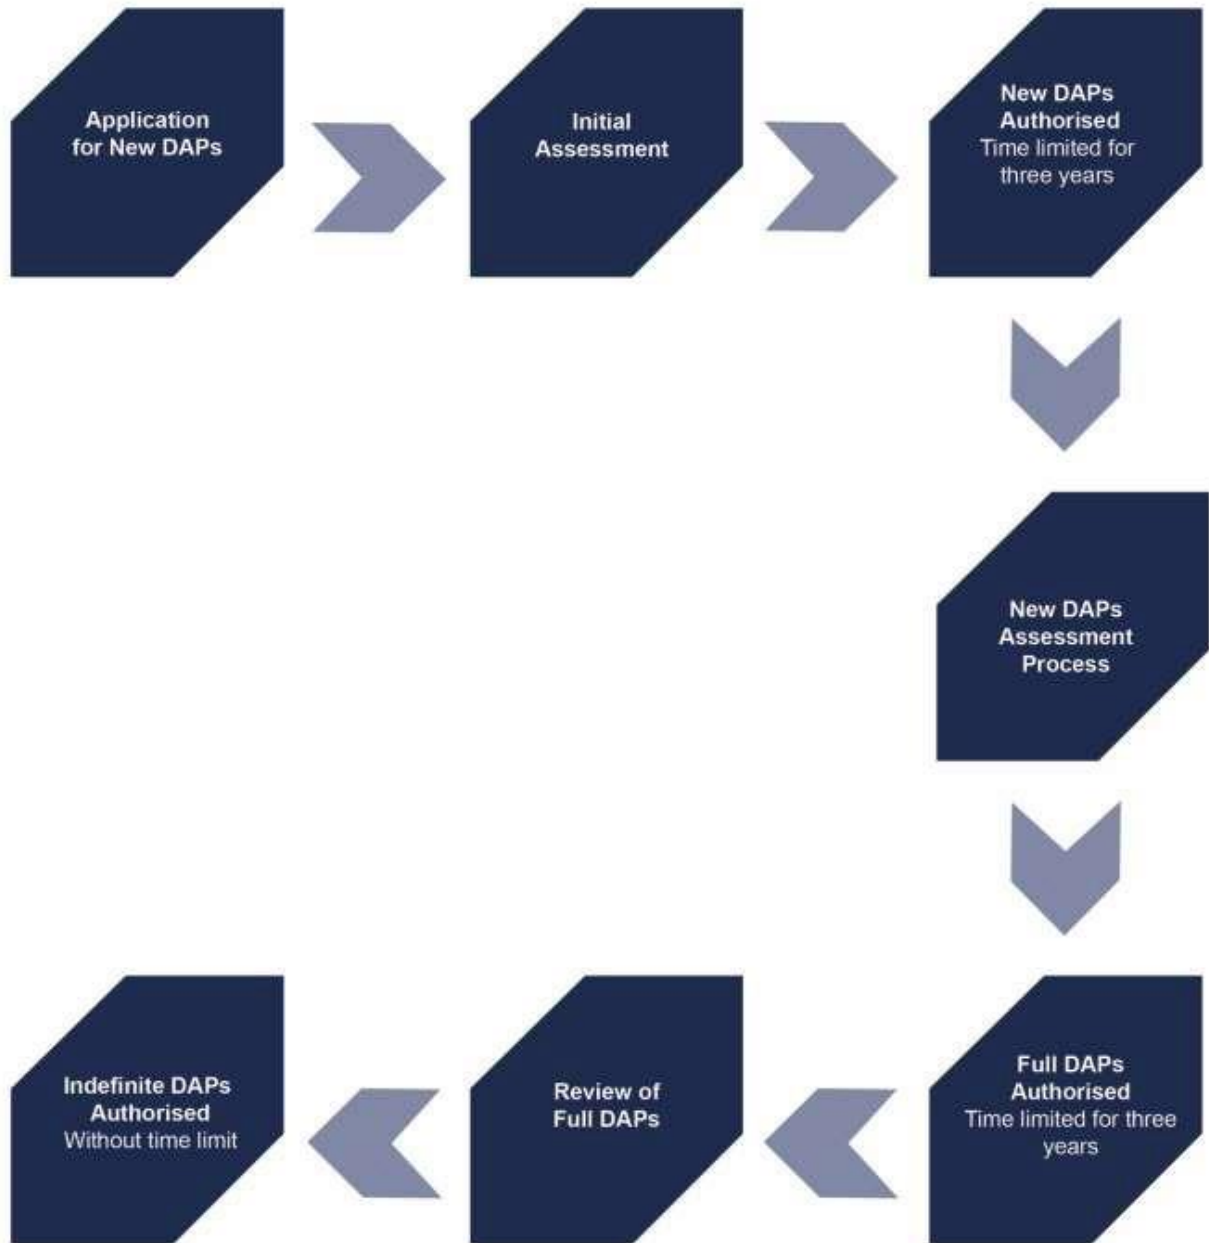 Application
for New DAPs
Initial
Assessment
New DAPs
Authorised
Time limited for
three years
New DAPs
Assessment
Process
Full DAPs
Authorised
Time limited for three
years
Review of
Full DAPs
Indefinite DAPs
Authorised
Without time limit